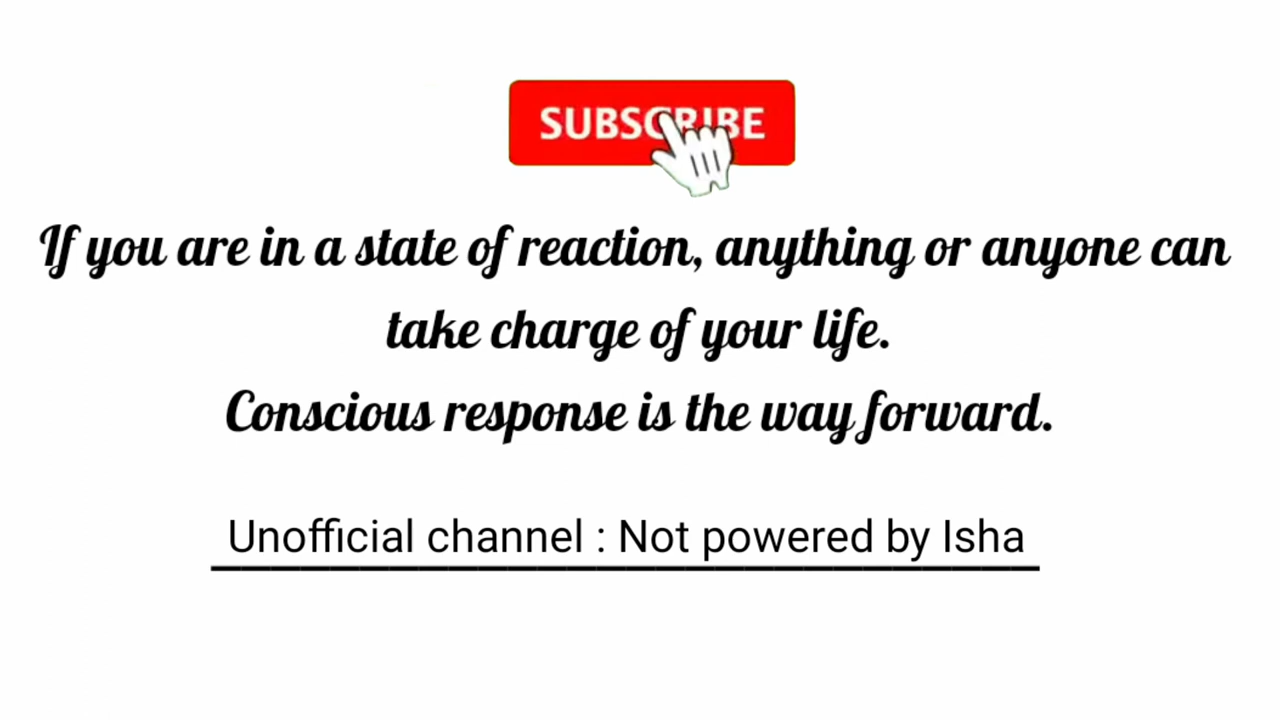 SUBSCRIBE
If you are in a state of reaction, anything or anyone can
take charge of your life.
Conscious response is the way forward.
Unofficial channel : Not powered by Isha